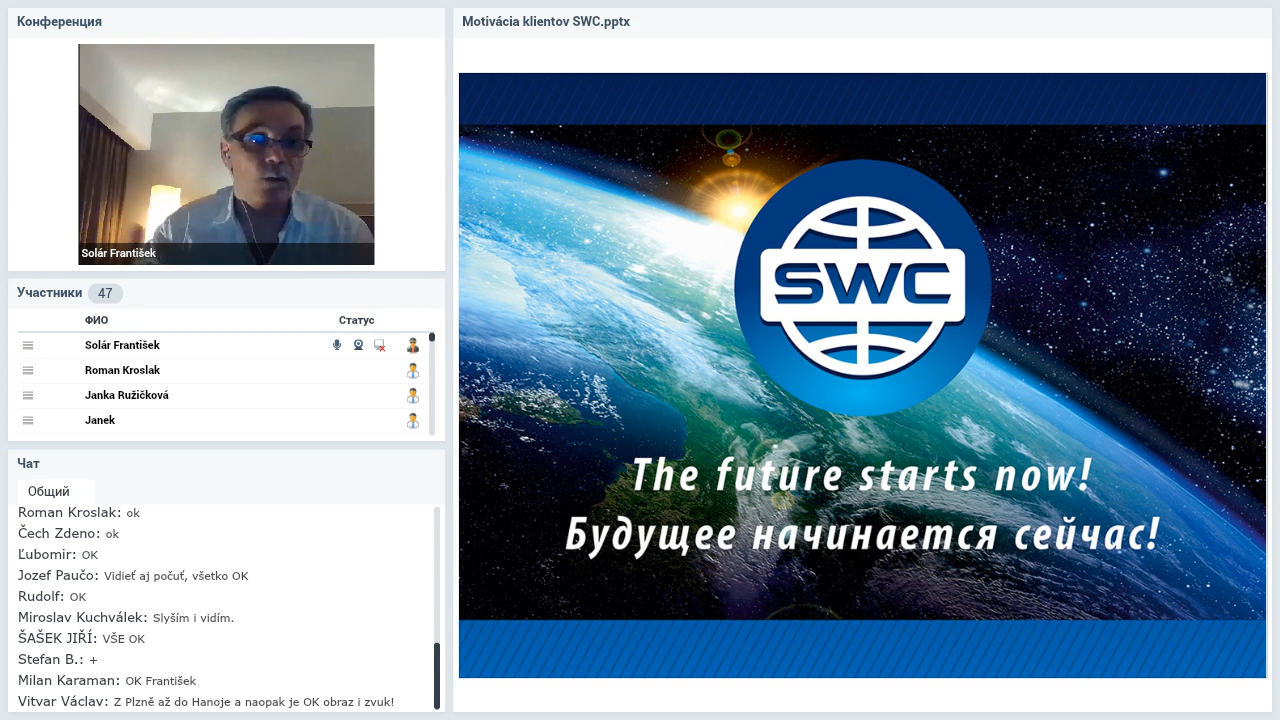 Конференция
Solár František
Участники 47
ФИО Статус
Solár František
Roman Kroslak
Janka Ružičková
Janek
Чат
Общий
Roman Kroslak: ok
Čech Zdeno: ok
Ľubomir: OK
Jozef Paučo: Vidieť aj počuť, všetko OK
Rudolf: OK
Miroslav Kuchválek: Slyším i vidím.
ŠAŠEK JIŘÍ: VŠE OK
Stefan B.: +
Milan Karaman: OK František
Vitvar Václav: Z Plzně až do Hanoje a naopak je OK obraz i zvuk!
Motivácia klientov SWC.pptx
SWC
The future starts now!
Будущее начинается сейчас!